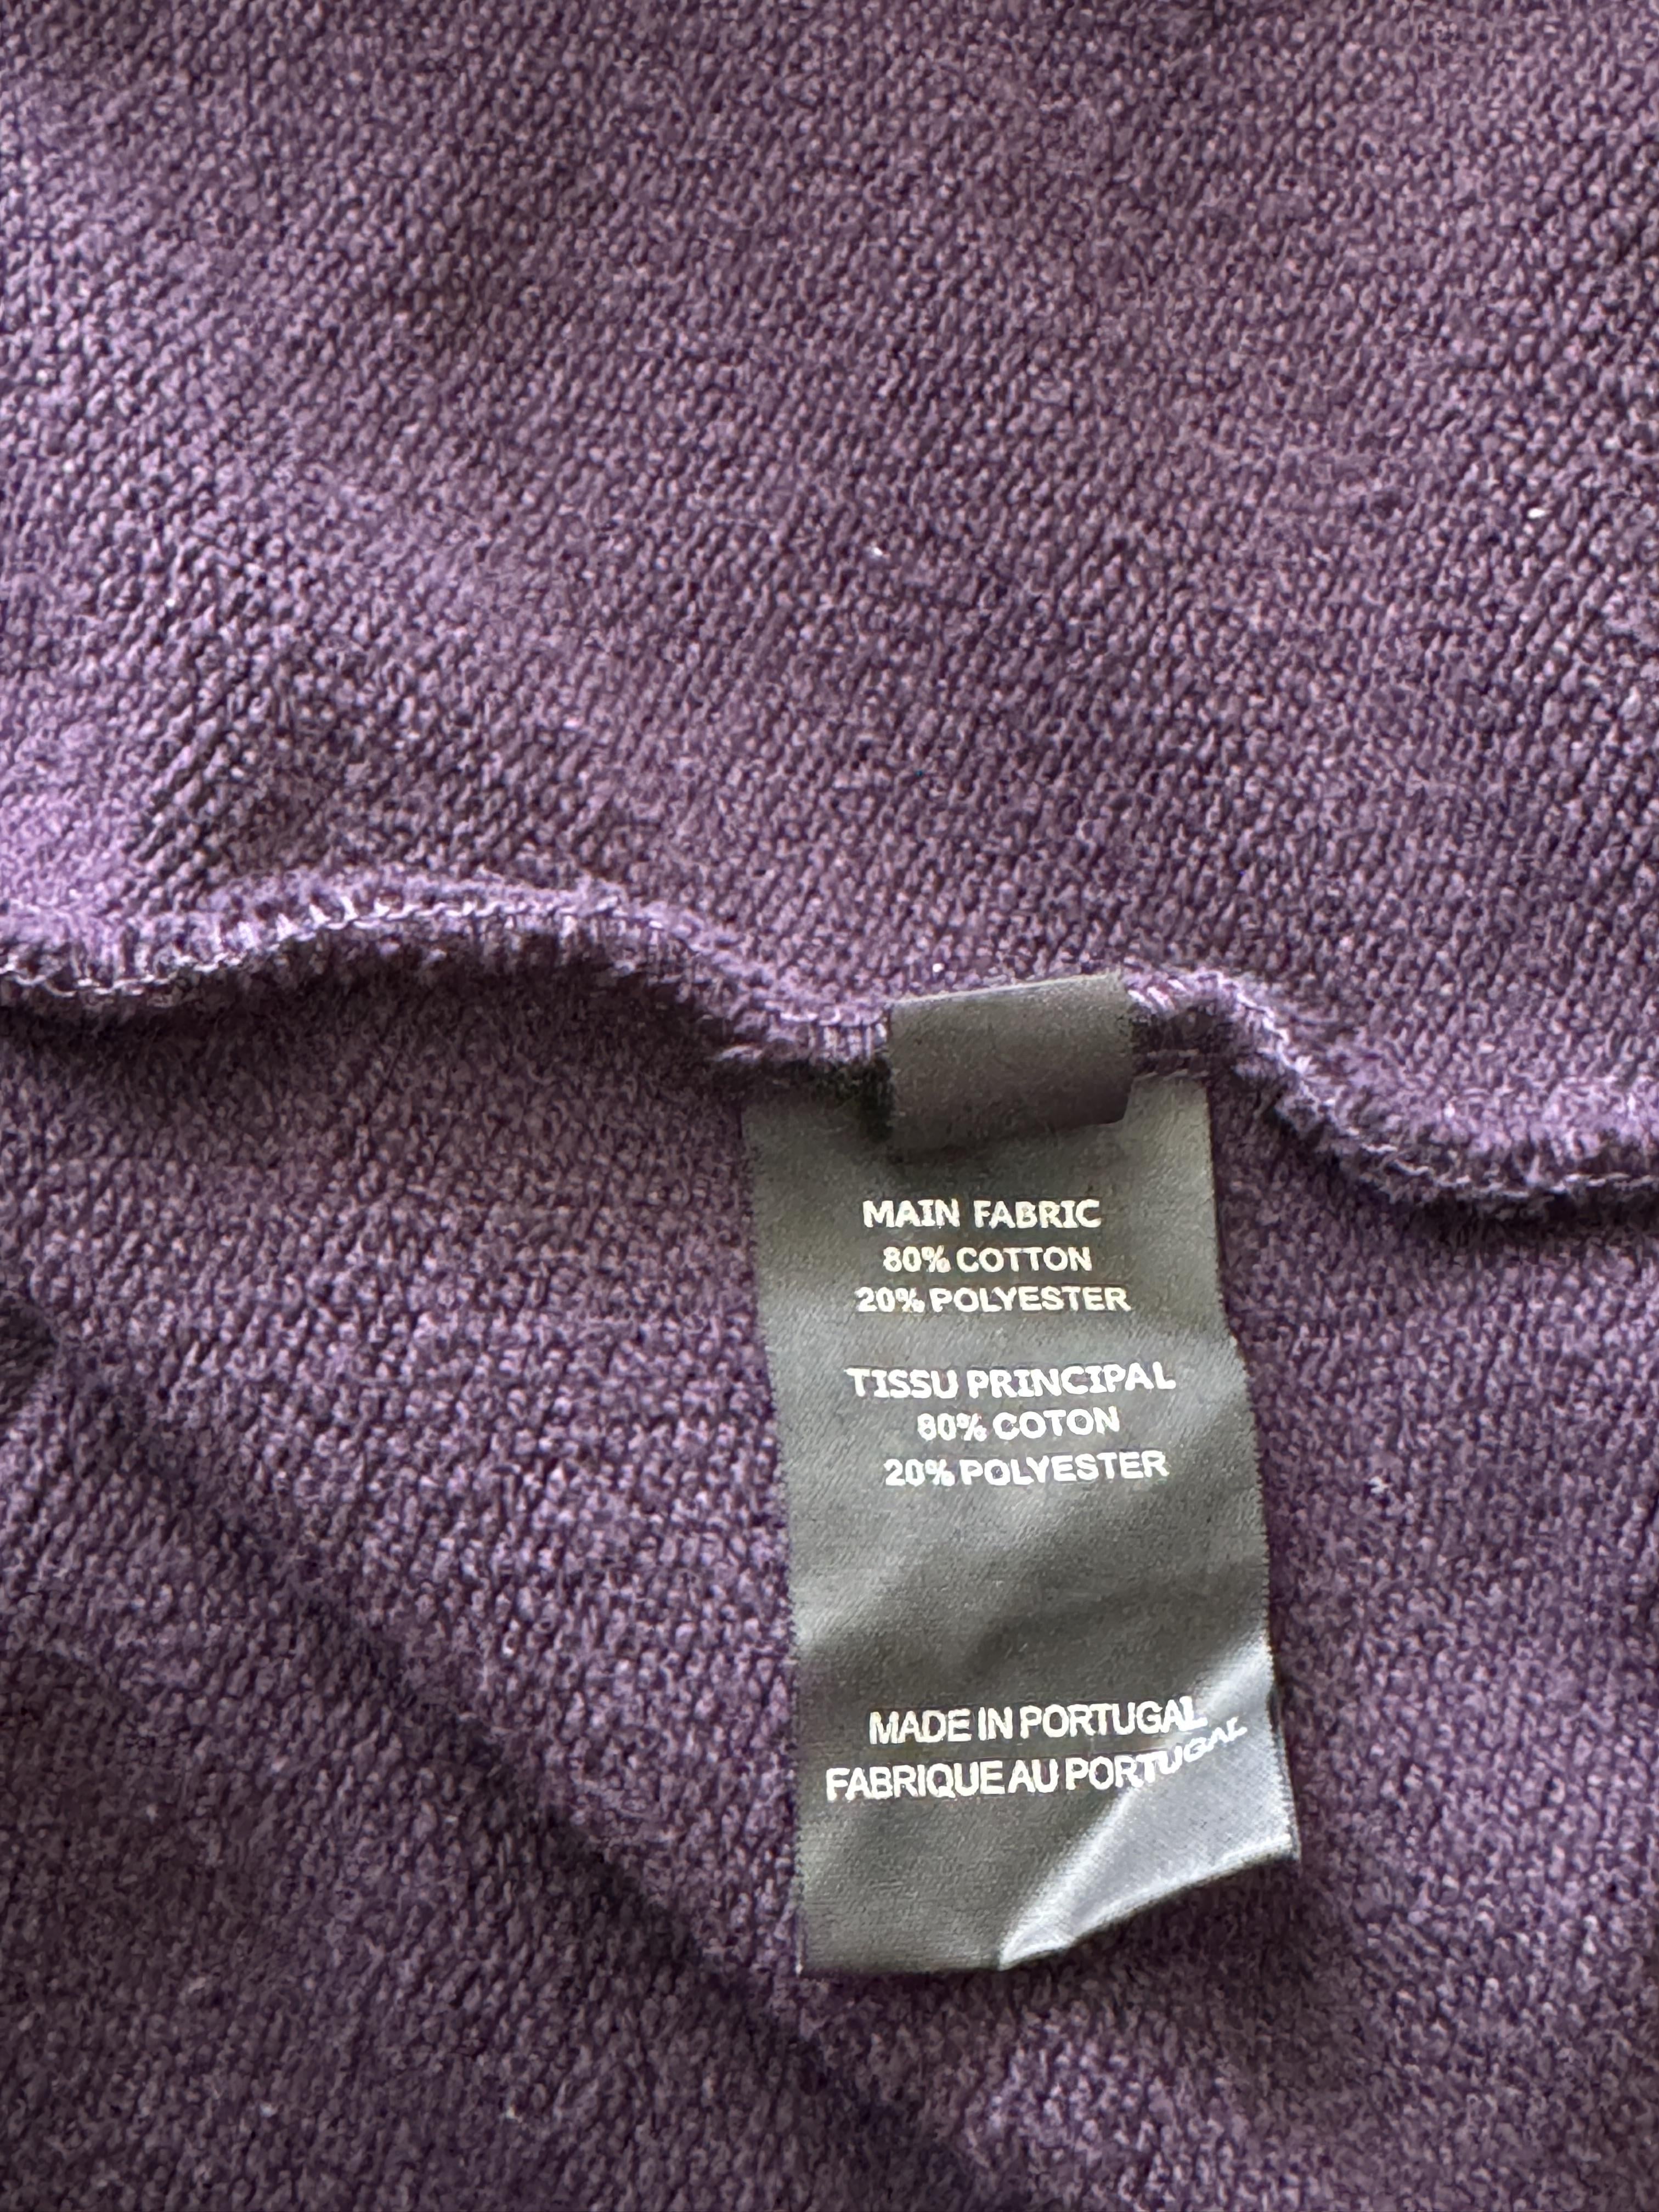 MAIN FABRIC
80% COTTON
20% POLYESTER
TISSU PRINCIPAL
80% COTON
20% POLYESTER
MADE IN PORTUGAL
FABRIQUE AU PORTUGAL